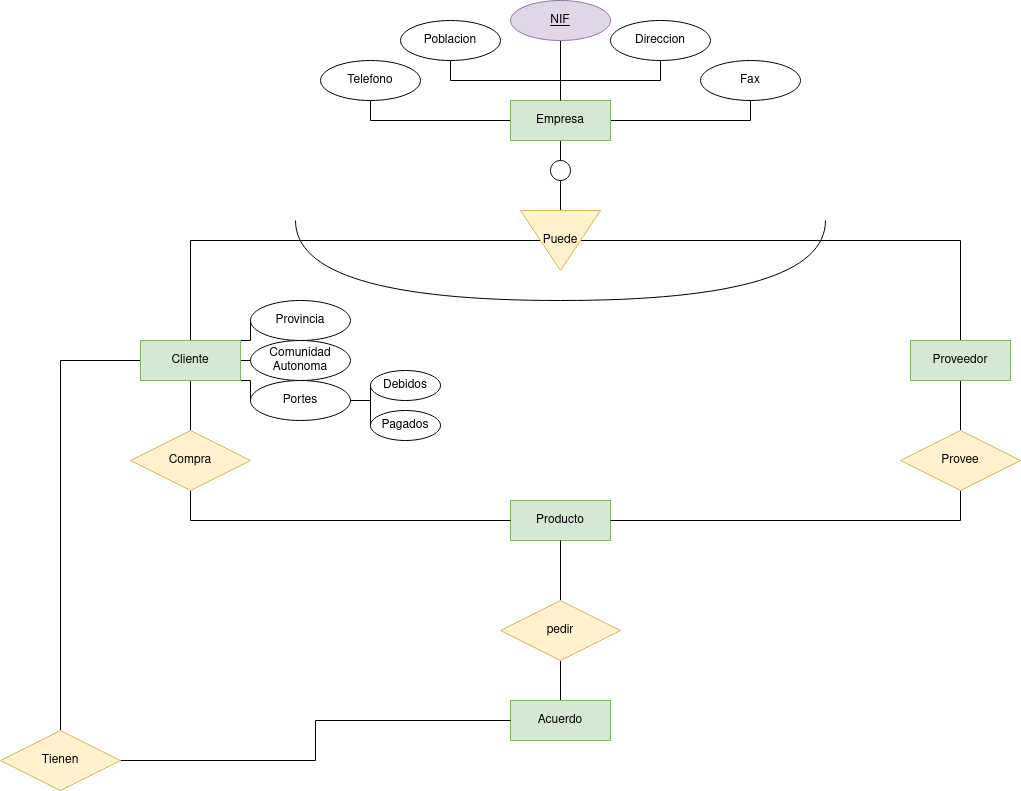 NIF
Poblacion
Direccion
Telefono
Fax
Empresa
Puede
Provincia
Cliente
Comunidad
Autonoma
Proveedor
Debidos
Portes
Pagados
Compra
Provee
Producto
pedir
Acuerdo
Tienen